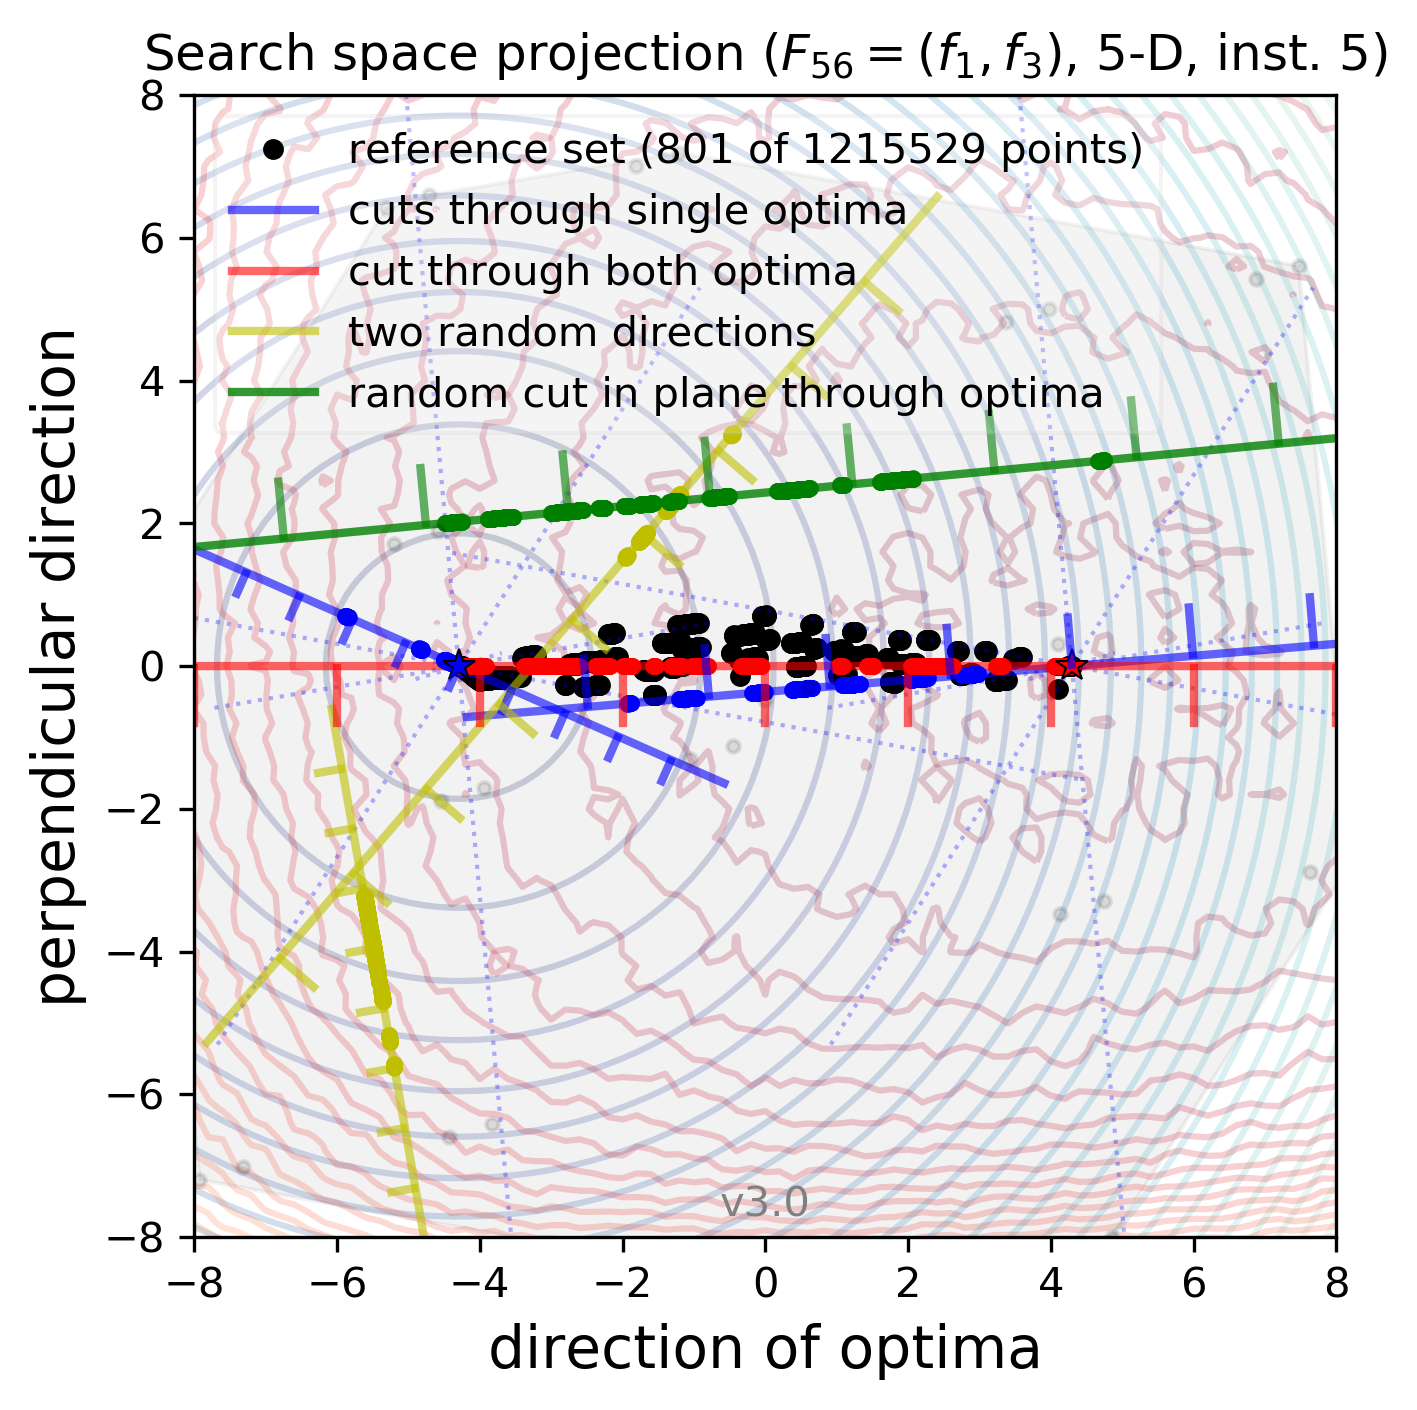 Search space projection (F₅₆ = (f₁, f₃), 5-D, inst. 5)
8
reference set (801 of 1215529 points)
cuts through single optima
6
cut through both optima
two random directions
4
random cut in plane through optima
2
0
−2
−4
−6
−8
perpendicular direction
v3.0
−8 −6 −4 −2 0 2 4 6 8
direction of optima